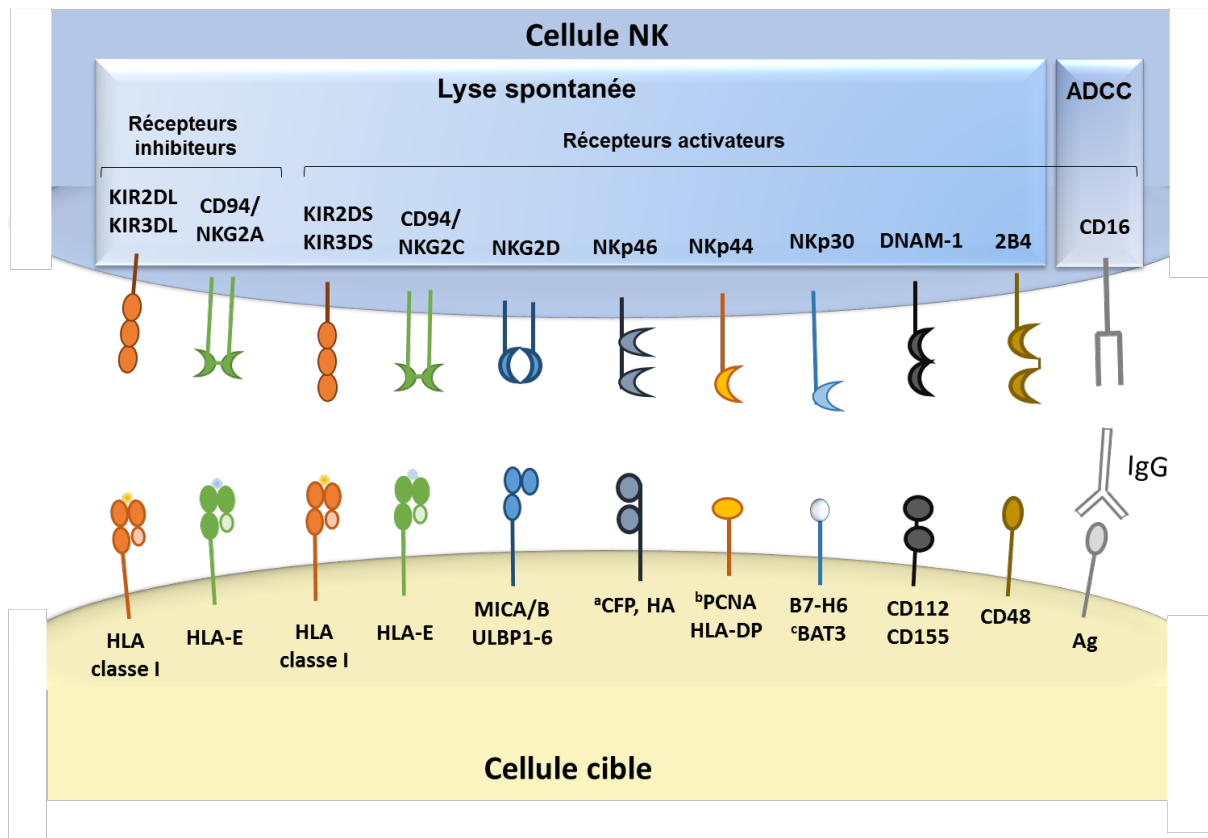 Cellule NK
Lyse spontanée
ADCC
Récepteurs
inhibiteurs
Récepteurs activateurs
KIR2DL
KIR3DL
CD94/
NKG2A
KIR2DS
KIR3DS
CD94/
NKG2C
NKG2D
NKp46
NKp44
NKp30
DNAM-1
2B4
CD16
IgG
HLA
classe I
HLA-E
HLA
classe I
HLA-E
MICA/B
ULBP1-6
ᵃCFP, HA
ᵇPCNA
HLA-DP
B7-H6
ᶜBAT3
CD112
CD155
CD48
Ag
Cellule cible